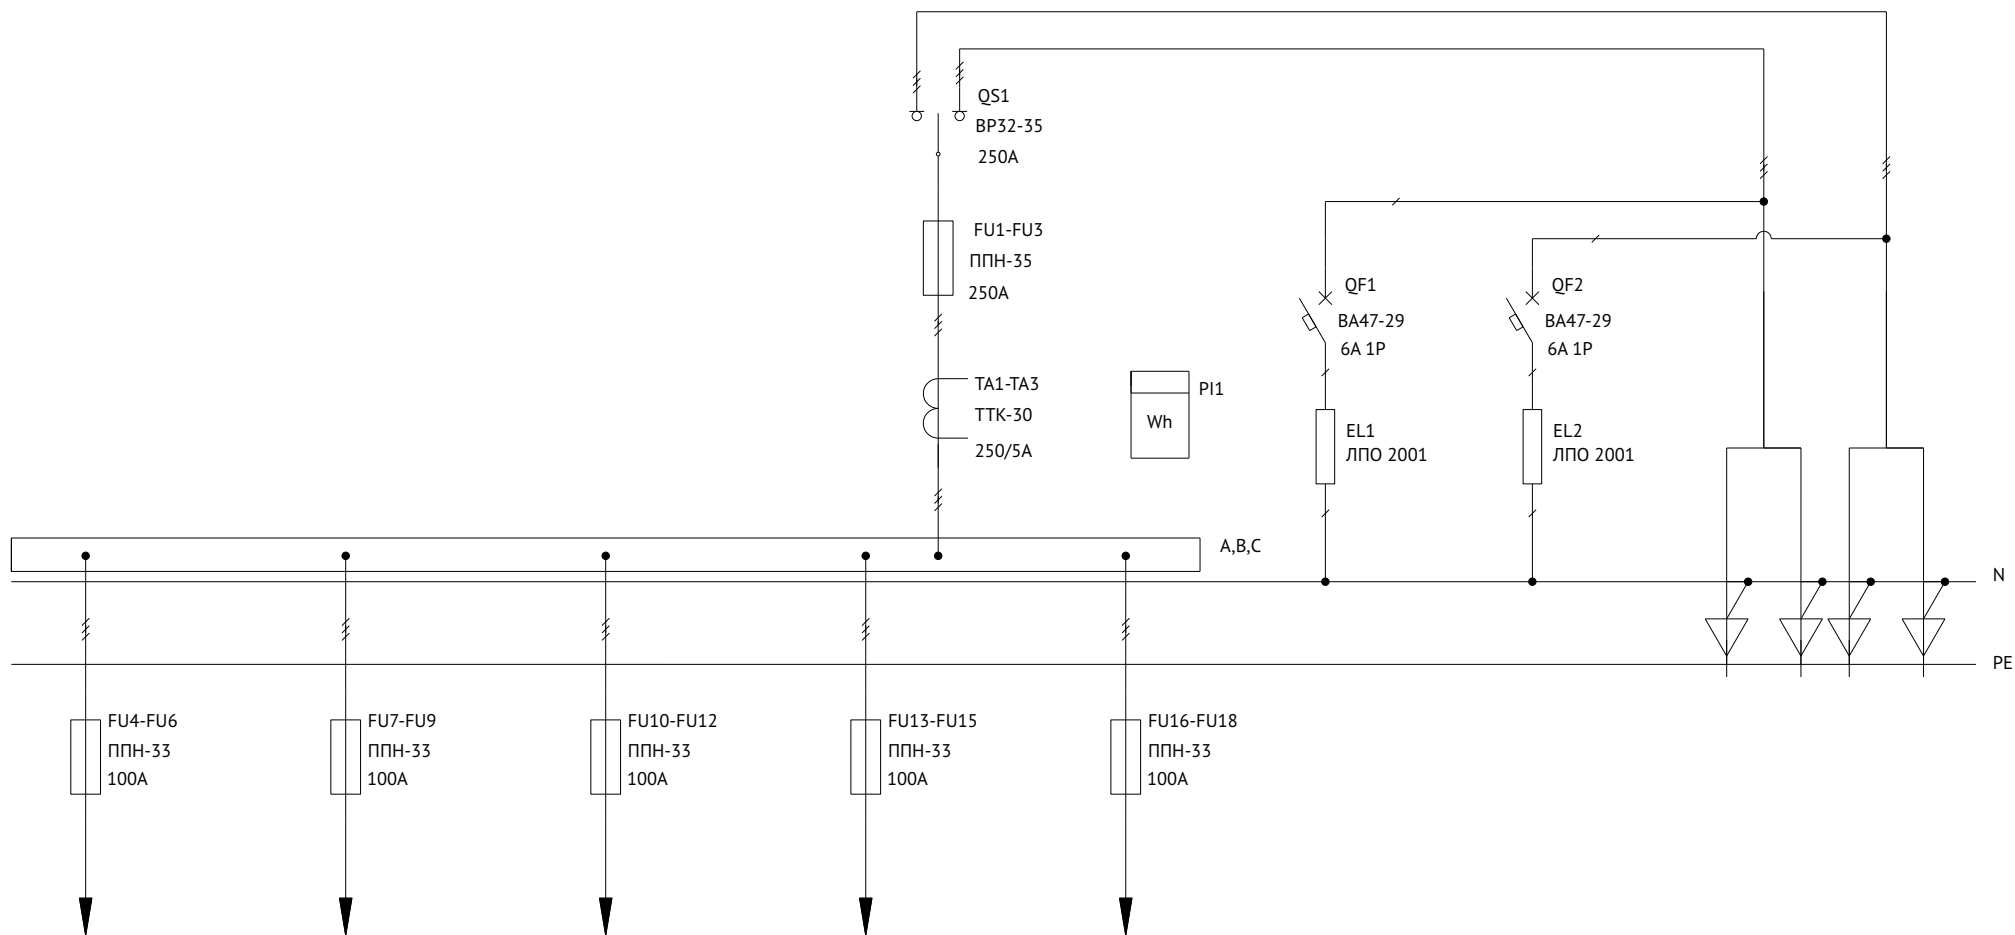 QS1
ВР32-35
250А
FU1-FU3
ППН-35
250А
QF1
ВА47-29
6А 1Р
QF2
ВА47-29
6А 1Р
TA1-TA3
ТТК-30
250/5А
PI1
Wh
EL1
ЛПО 2001
EL2
ЛПО 2001
A,B,C
N
PE
FU4-FU6
ППН-33
100А
FU7-FU9
ППН-33
100А
FU10-FU12
ППН-33
100А
FU13-FU15
ППН-33
100А
FU16-FU18
ППН-33
100А